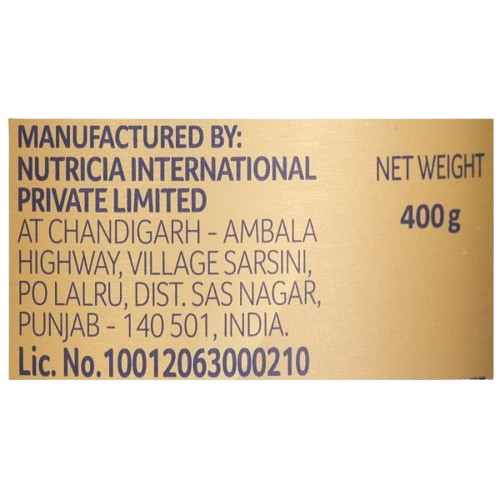 MANUFACTURED BY:
NUTRICIA INTERNATIONAL
PRIVATE LIMITED
AT CHANDIGARH - AMBALA
HIGHWAY, VILLAGE SARSINI,
PO LALRU, DIST. SAS NAGAR,
PUNJAB - 140 501, INDIA.
Lic. No.10012063000210
NET WEIGHT
400 g